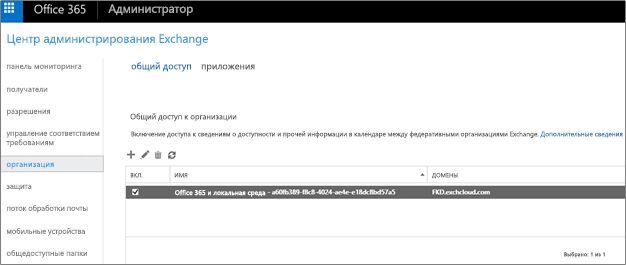 Office 365 Администратор
Центр администрирования Exchange
панель мониторинга
получатели
разрешения
управление соответствием
требованиям
организация
защита
поток обработки почты
мобильные устройства
общедоступные папки
общий доступ приложения
Общий доступ к организации
Включение доступа к сведениям о доступности и прочей информации в календаре между федеративными организациями Exchange. Дополнительные сведения
ВКЛ. ИМЯ ДОМЕНЫ
Office 365 и локальная среда - a60fb389-f8c8-4024-ae4e-e18dc8bd57a5 FKD.exchcloud.com
Выбрано: 1 из 1